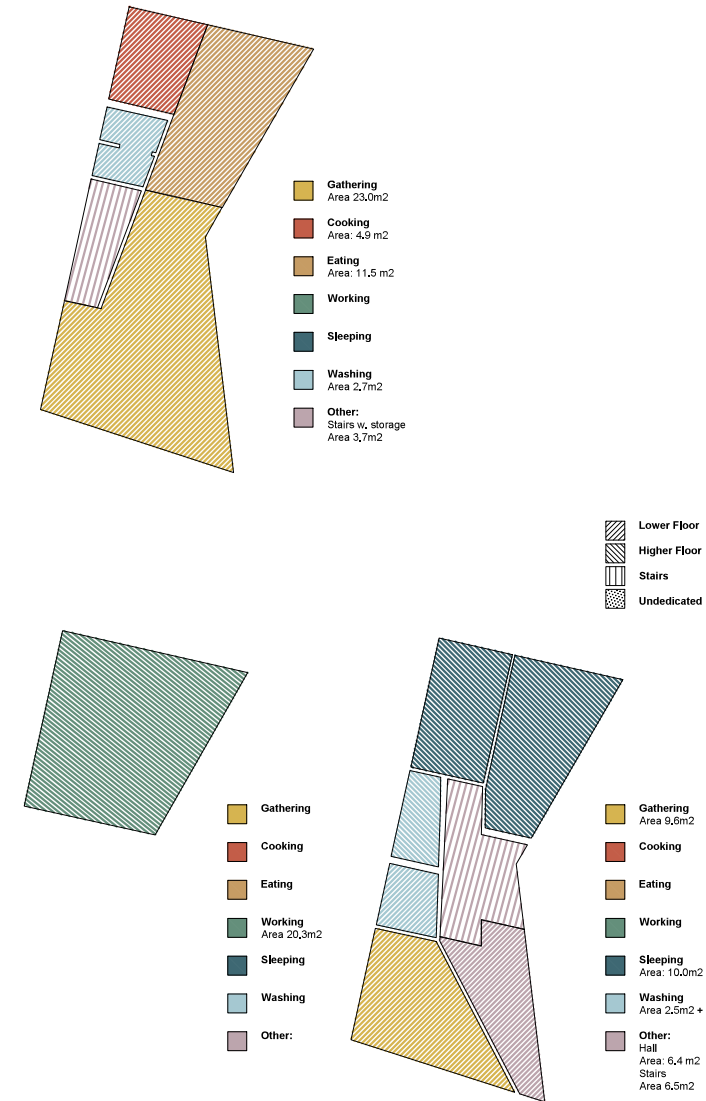 Gathering
Area 23.0m2
Cooking
Area: 4.9 m2
Eating
Area: 11.5 m2
Working
Sleeping
Washing
Area 2.7m2
Other:
Stairs w. storage
Area 3.7m2
Lower Floor
Higher Floor
Stairs
Undedicated
Gathering
Cooking
Eating
Working
Area 20.3m2
Sleeping
Washing
Other:
Gathering
Area 9.6m2
Cooking
Eating
Working
Sleeping
Area: 10.0m2
Washing
Area 2.5m2 +
Other:
Hall
Area: 6.4 m2
Stairs
Area 6.5m2